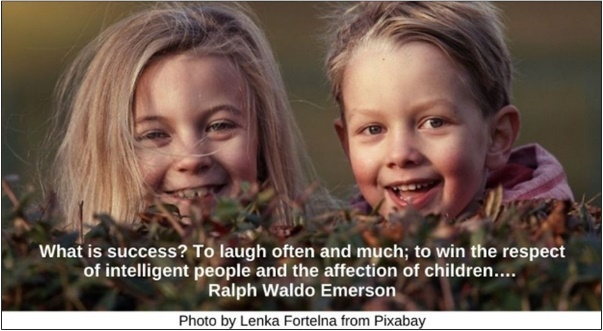 What is success? To laugh often and much; to win the respect
of intelligent people and the affection of children….
Ralph Waldo Emerson
Photo by Lenka Fortelna from Pixabay